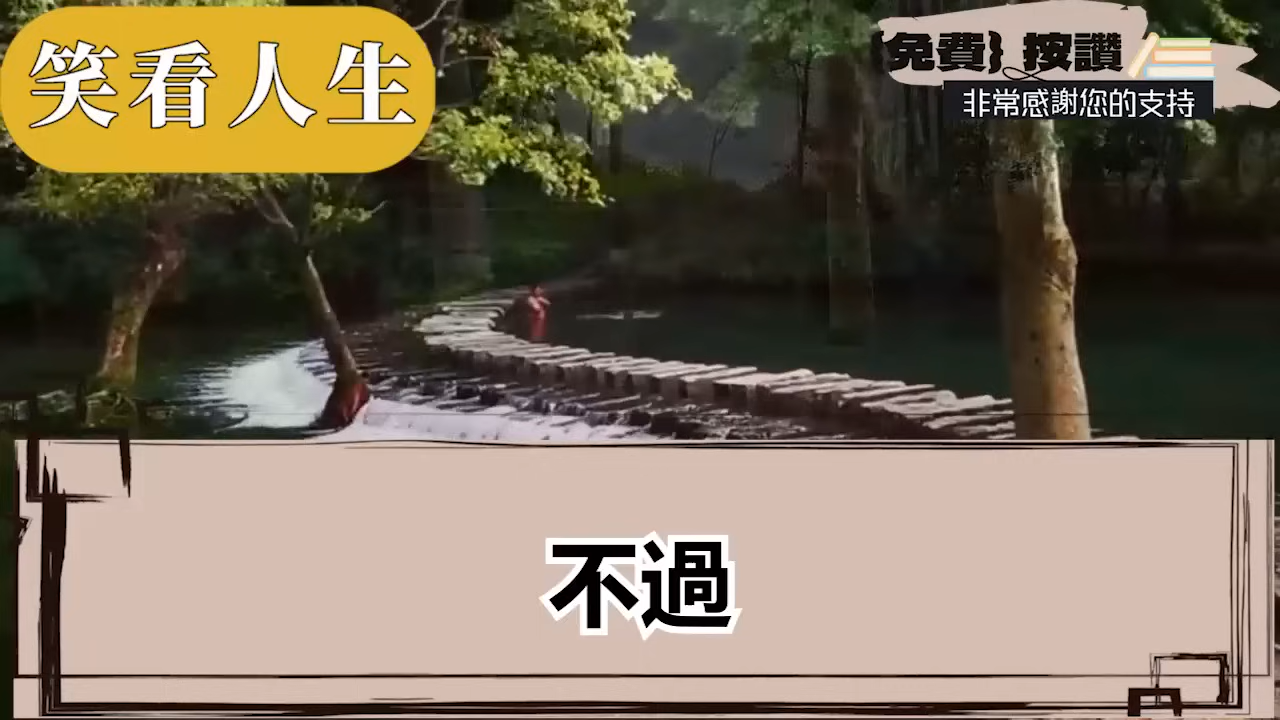 笑看人生
免費 按讚
非常感謝您的支持
不過